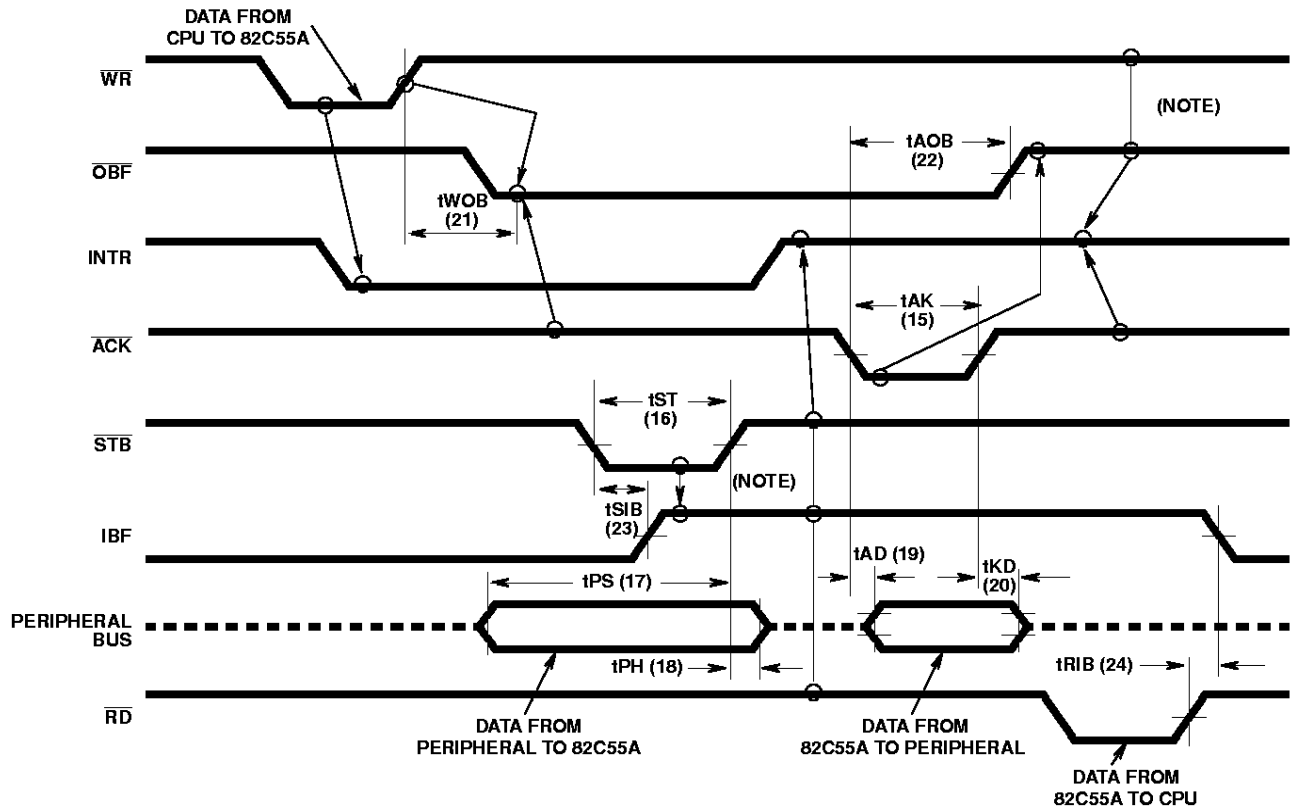 DATA FROM
CPU TO 82C55A
WR
(NOTE)
tAOB
(22)
OBF
tWOB
(21)
INTR
tAK
(15)
ACK
tST
(16)
STB
(NOTE)
tSIB
(23)
IBF
tAD (19)
tKD
(20)
tPS (17)
PERIPHERAL
BUS
tPH (18)
tRIB (24)
RD
DATA FROM
PERIPHERAL TO 82C55A
DATA FROM
82C55A TO PERIPHERAL
DATA FROM
82C55A TO CPU